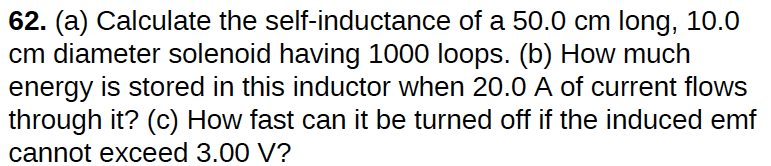 62. (a) Calculate the self-inductance of a 50.0 cm long, 10.0
cm diameter solenoid having 1000 loops. (b) How much
energy is stored in this inductor when 20.0 A of current flows
through it? (c) How fast can it be turned off if the induced emf
cannot exceed 3.00 V?